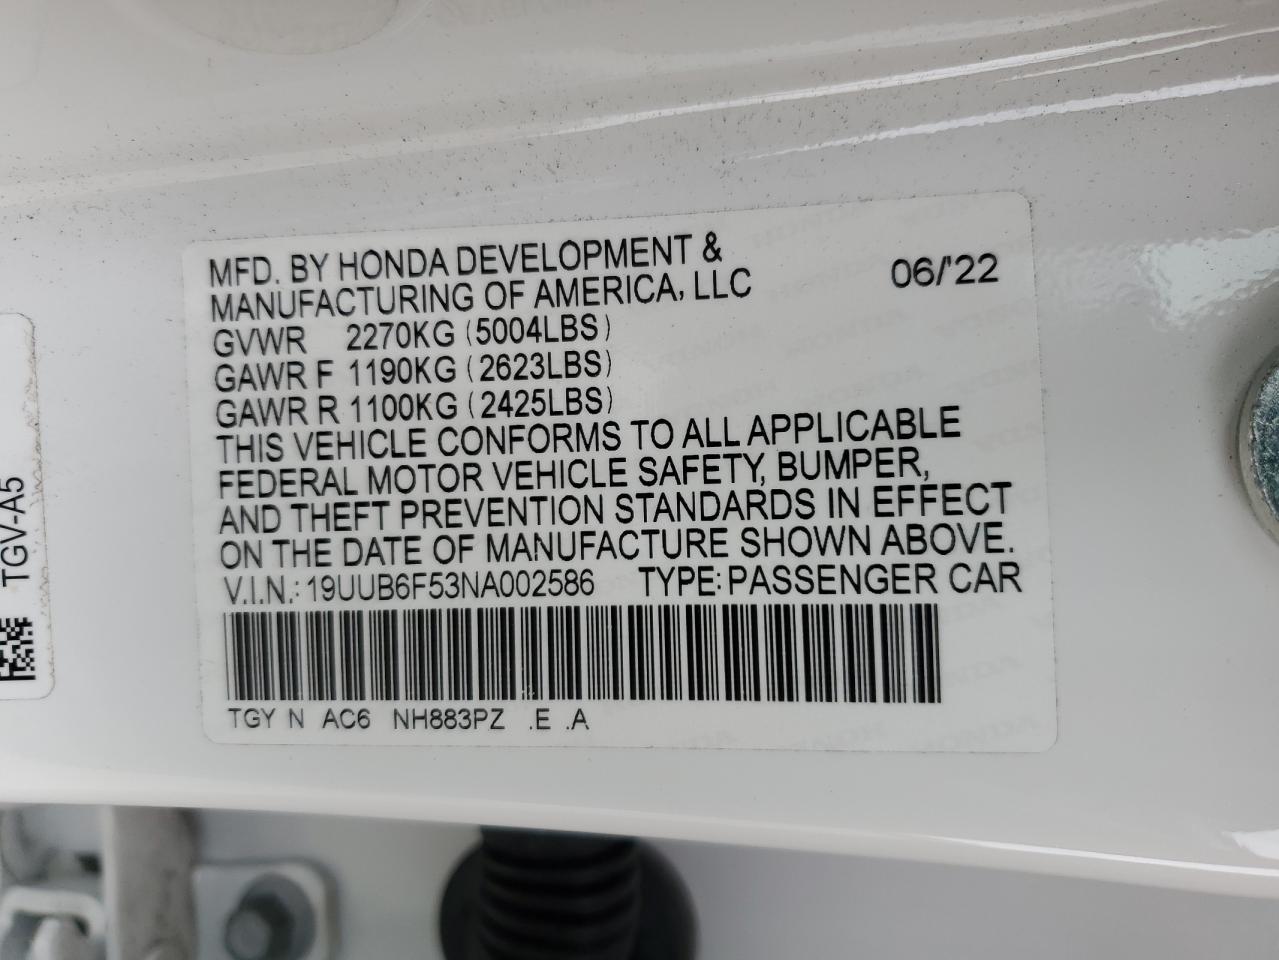 MFD. BY HONDA DEVELOPMENT &
MANUFACTURING OF AMERICA, LLC 06/'22
GVWR 2270KG (5004LBS)
GAWR F 1190KG (2623LBS)
GAWR R 1100KG (2425LBS)
THIS VEHICLE CONFORMS TO ALL APPLICABLE
FEDERAL MOTOR VEHICLE SAFETY, BUMPER,
AND THEFT PREVENTION STANDARDS IN EFFECT
ON THE DATE OF MANUFACTURE SHOWN ABOVE.
V.I.N.: 19UUB6F53NA002586 TYPE: PASSENGER CAR
TGY N AC6 NH883PZ .E .A
TGV-A5